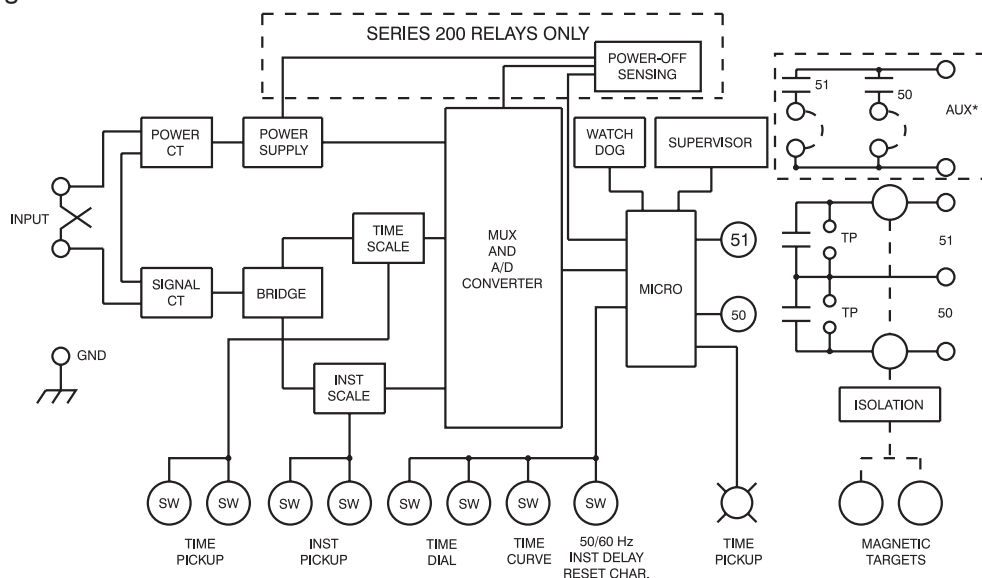 SERIES 200 RELAYS ONLY
POWER-OFF
SENSING
51
50
AUX*
POWER
CT
POWER
SUPPLY
WATCH
DOG
SUPERVISOR
INPUT
TIME
SCALE
MUX
AND
A/D
CONVERTER
51
TP
51
SIGNAL
CT
BRIDGE
MICRO
50
TP
50
GND
INST
SCALE
ISOLATION
SW
SW
SW
SW
SW
SW
SW
SW
TIME
PICKUP
INST
PICKUP
TIME
DIAL
TIME
CURVE
50/60 Hz
INST DELAY
RESET CHAR.
TIME
PICKUP
MAGNETIC
TARGETS